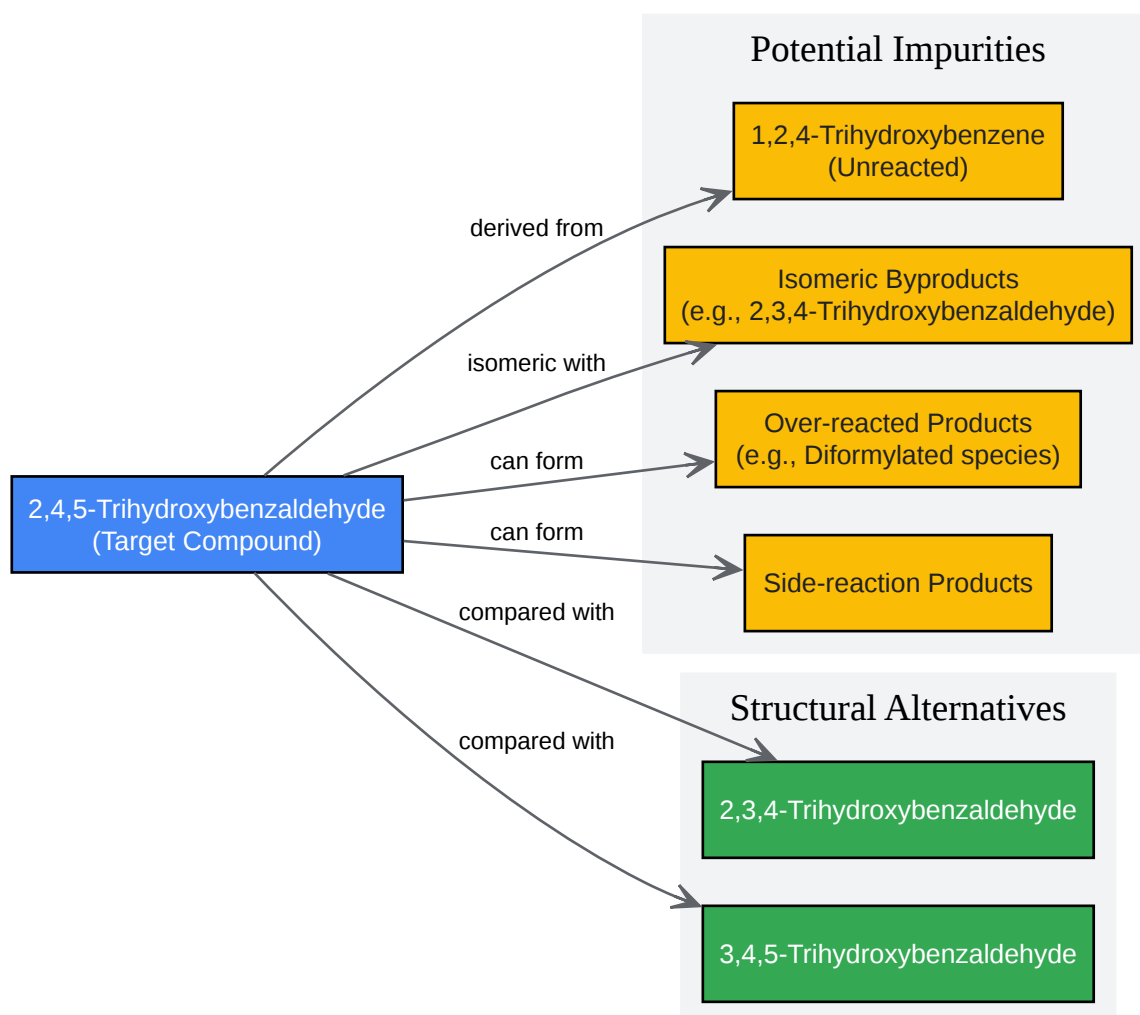 Potential Impurities
1,2,4-Trihydroxybenzene
(Unreacted)
derived from
Isomeric Byproducts
(e.g., 2,3,4-Trihydroxybenzaldehyde)
isomeric with
Over-reacted Products
(e.g., Diformylated species)
can form
2,4,5-Trihydroxybenzaldehyde
(Target Compound)
can form
Side-reaction Products
compared with
Structural Alternatives
compared with
2,3,4-Trihydroxybenzaldehyde
3,4,5-Trihydroxybenzaldehyde